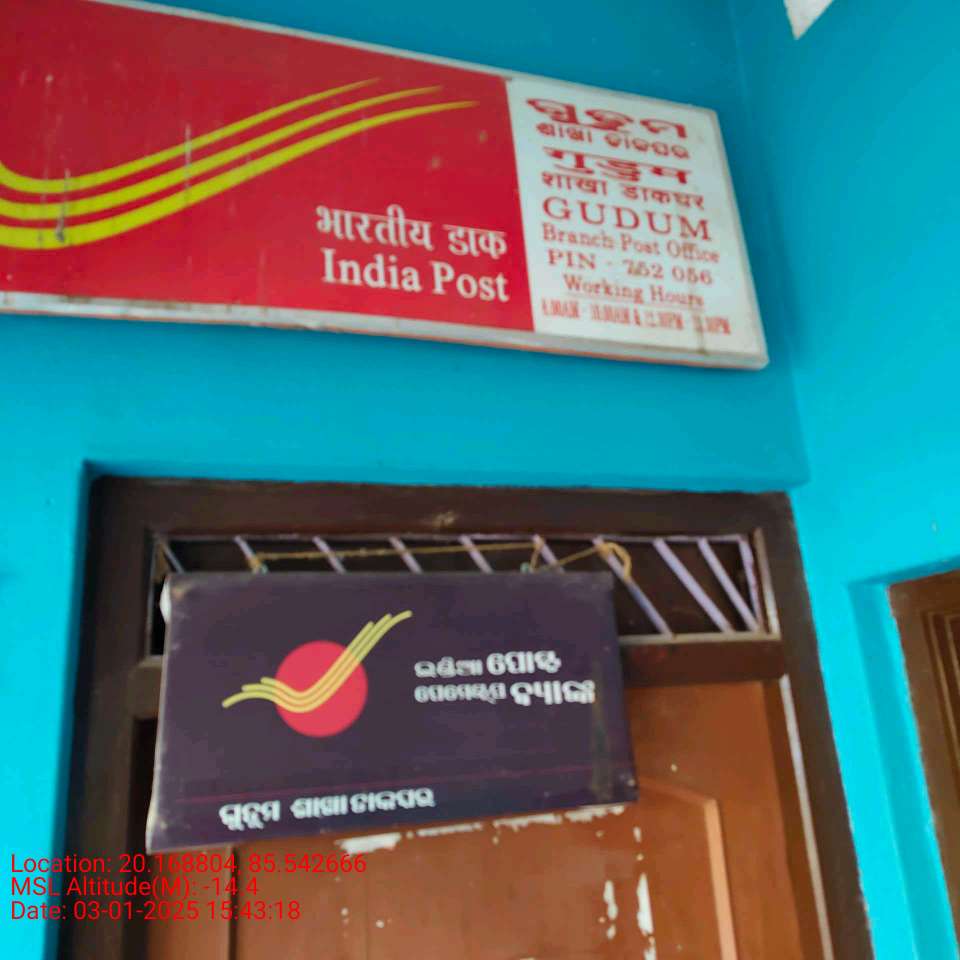 भारतीय डाक
India Post
ଗୁଡୁମ
ଶାଖା ଡାକଘର
गुडुम
शाखा डाकघर
GUDUM
Branch Post Office
PIN - 752 056
Working Hours
ଇଣ୍ଡିଆ ପୋଷ୍ଟ
ପେମେଣ୍ଟସ ବ୍ୟାଙ୍କ
ଗୁଡୁମ ଶାଖା ଡାକଘର
Location: 20.168804, 85.542666
MSL Altitude(M): -14.4
Date: 03-01-2025 15:43:18